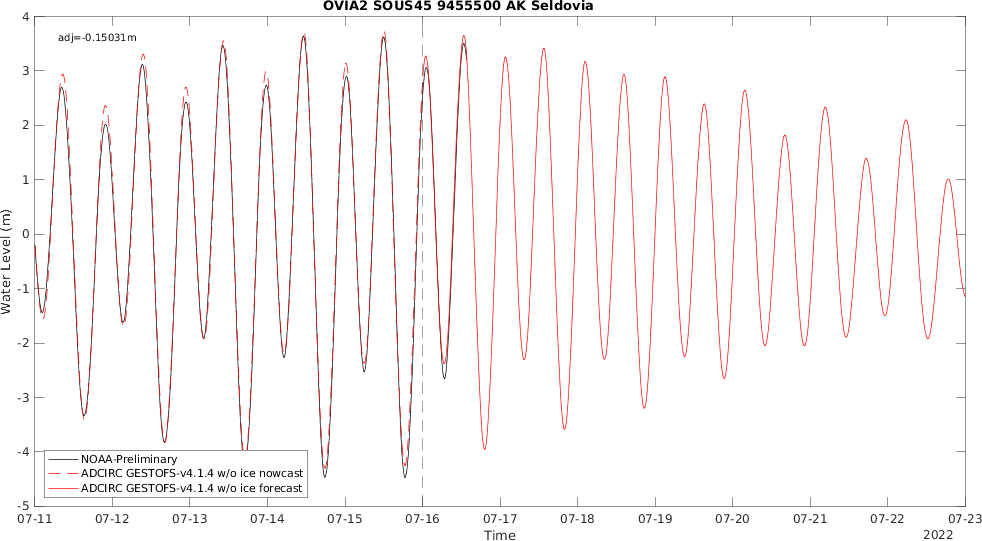 OVIA2 SOUS45 9455500 AK Seldovia
adj=-0.15031m
4
3
2
1
0
-1
-2
-3
-4
-5
Water Level (m)
NOAA-Preliminary
ADCIRC GESTOFS-v4.1.4 w/o ice nowcast
ADCIRC GESTOFS-v4.1.4 w/o ice forecast
07-11 07-12 07-13 07-14 07-15 07-16 07-17 07-18 07-19 07-20 07-21 07-22 07-23
Time
2022